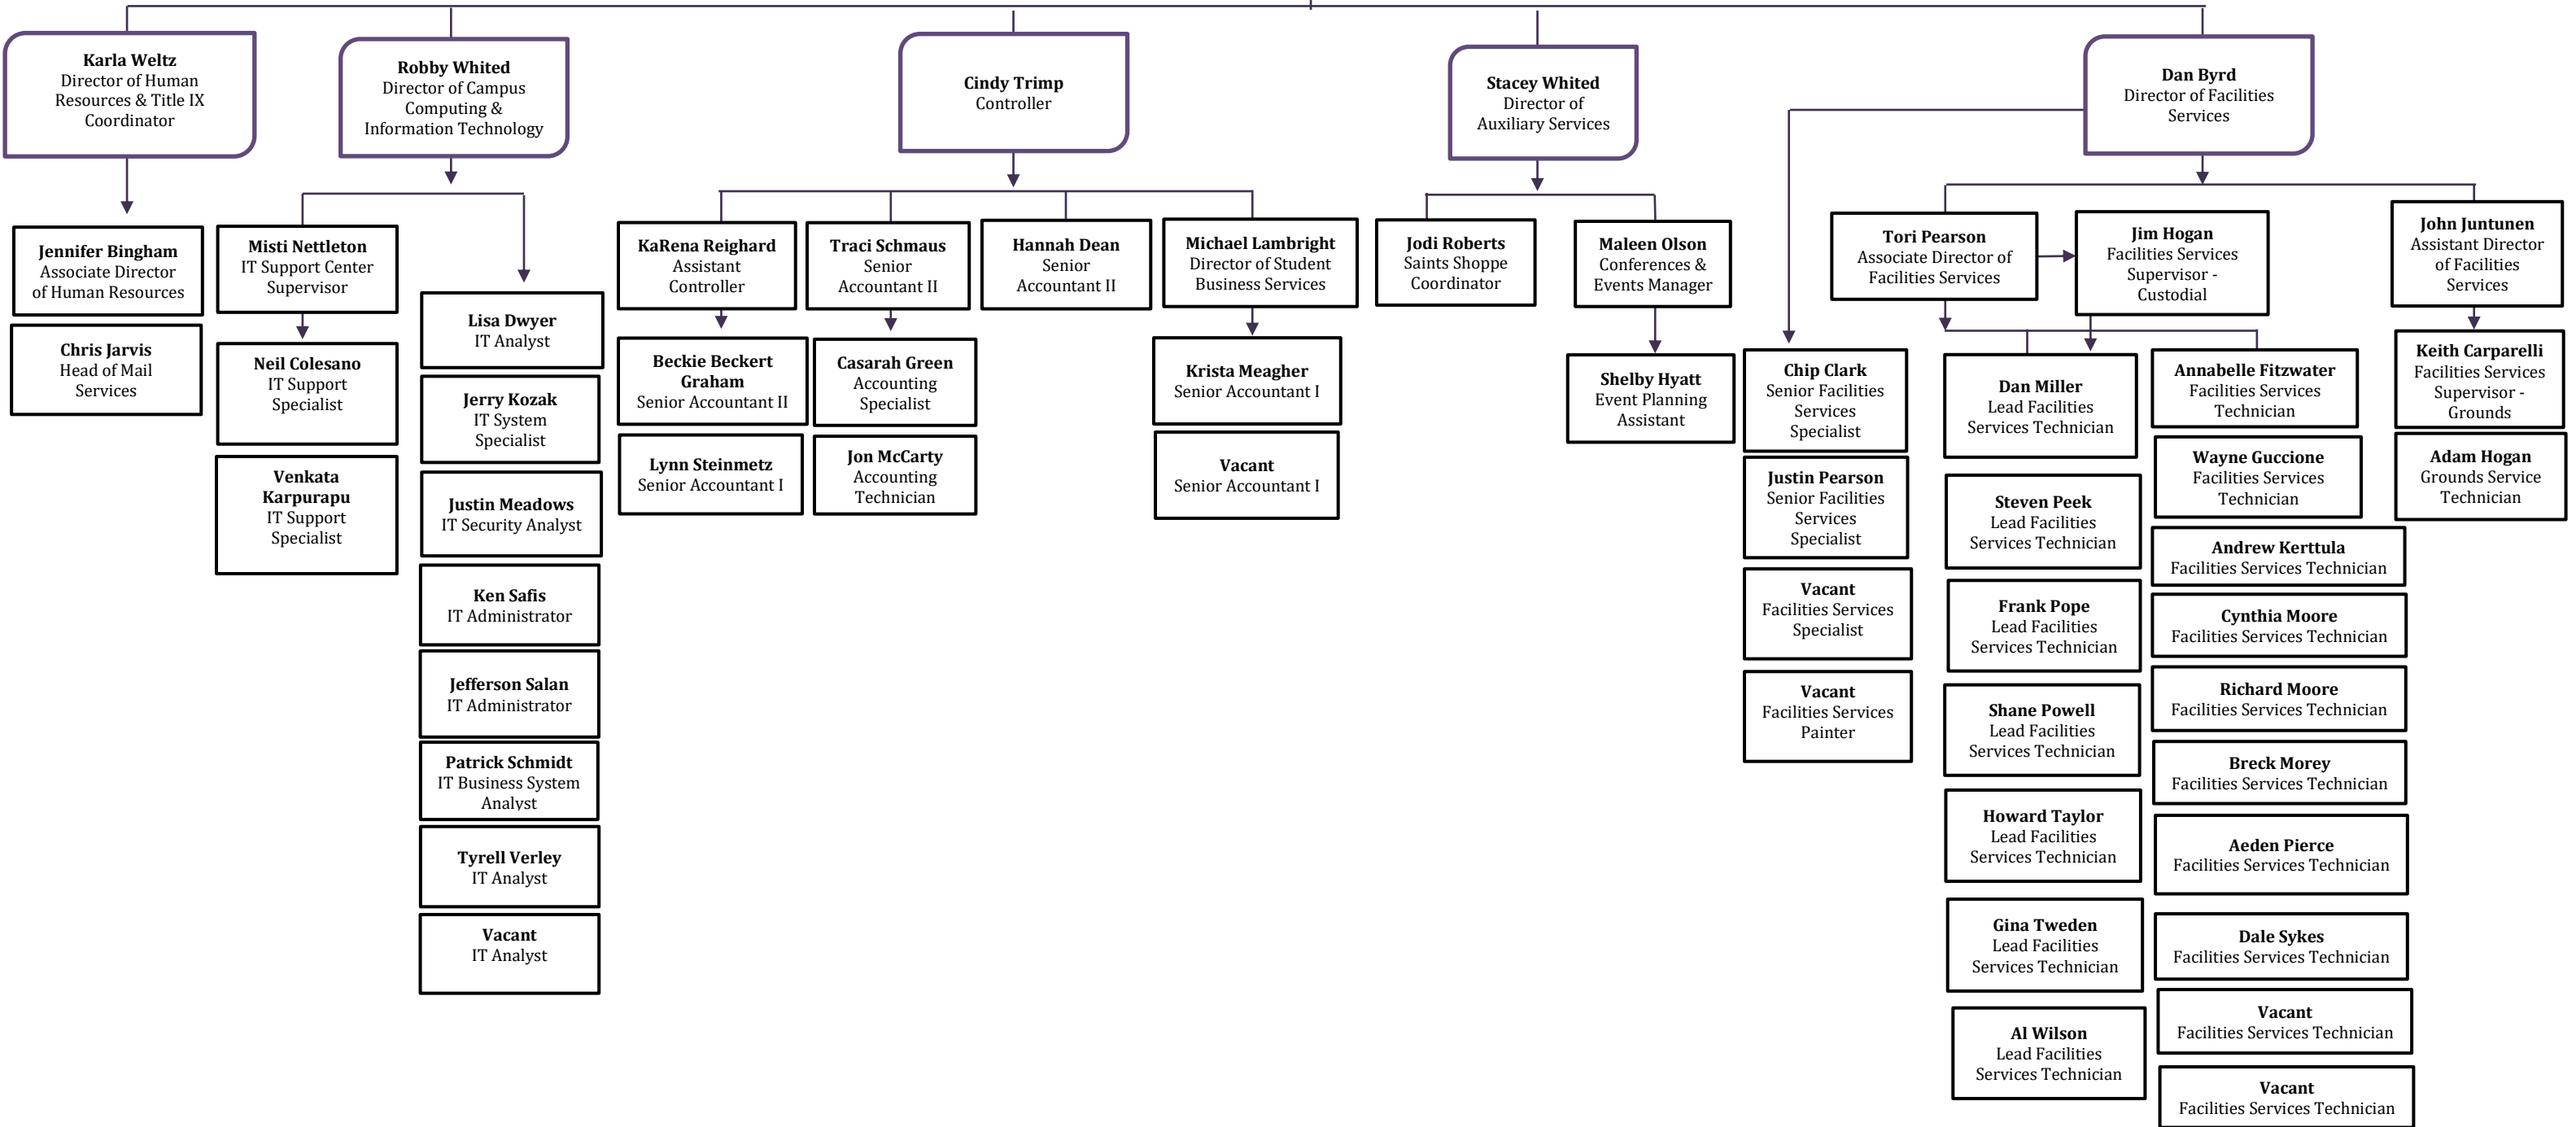 Karla Weltz
Director of Human
Resources & Title IX
Coordinator
Robby Whited
Director of Campus
Computing &
Information Technology
Cindy Trimp
Controller
Stacey Whited
Director of
Auxiliary Services
Dan Byrd
Director of Facilities
Services
Jennifer Bingham
Associate Director
of Human Resources
Chris Jarvis
Head of Mail
Services
Misti Nettleton
IT Support Center
Supervisor
Neil Colesano
IT Support
Specialist
Venkata
Karpurapu
IT Support
Specialist
Lisa Dwyer
IT Analyst
Jerry Kozak
IT System
Specialist
Justin Meadows
IT Security Analyst
Ken Safis
IT Administrator
Jefferson Salan
IT Administrator
Patrick Schmidt
IT Business System
Analyst
Tyrell Verley
IT Analyst
Vacant
IT Analyst
KaRena Reighard
Assistant
Controller
Beckie Beckert
Graham
Senior Accountant II
Lynn Steinmetz
Senior Accountant I
Traci Schmaus
Senior
Accountant II
Casarah Green
Accounting
Specialist
Jon McCarty
Accounting
Technician
Hannah Dean
Senior
Accountant II
Michael Lambright
Director of Student
Business Services
Krista Meagher
Senior Accountant I
Vacant
Senior Accountant I
Jodi Roberts
Saints Shoppe
Coordinator
Maleen Olson
Conferences &
Events Manager
Shelby Hyatt
Event Planning
Assistant
Chip Clark
Senior Facilities
Services
Specialist
Justin Pearson
Senior Facilities
Services
Specialist
Vacant
Facilities Services
Specialist
Vacant
Facilities Services
Painter
Tori Pearson
Associate Director of
Facilities Services
Jim Hogan
Facilities Services
Supervisor -
Custodial
Dan Miller
Lead Facilities
Services Technician
Steven Peek
Lead Facilities
Services Technician
Frank Pope
Lead Facilities
Services Technician
Shane Powell
Lead Facilities
Services Technician
Howard Taylor
Lead Facilities
Services Technician
Gina Tweden
Lead Facilities
Services Technician
Al Wilson
Lead Facilities
Services Technician
Annabelle Fitzwater
Facilities Services
Technician
Wayne Guccione
Facilities Services
Technician
Andrew Kerttula
Facilities Services Technician
Cynthia Moore
Facilities Services Technician
Richard Moore
Facilities Services Technician
Breck Morey
Facilities Services Technician
Aeden Pierce
Facilities Services Technician
Dale Sykes
Facilities Services Technician
Vacant
Facilities Services Technician
Vacant
Facilities Services Technician
John Juntunen
Assistant Director
of Facilities
Services
Keith Carparelli
Facilities Services
Supervisor -
Grounds
Adam Hogan
Grounds Service
Technician